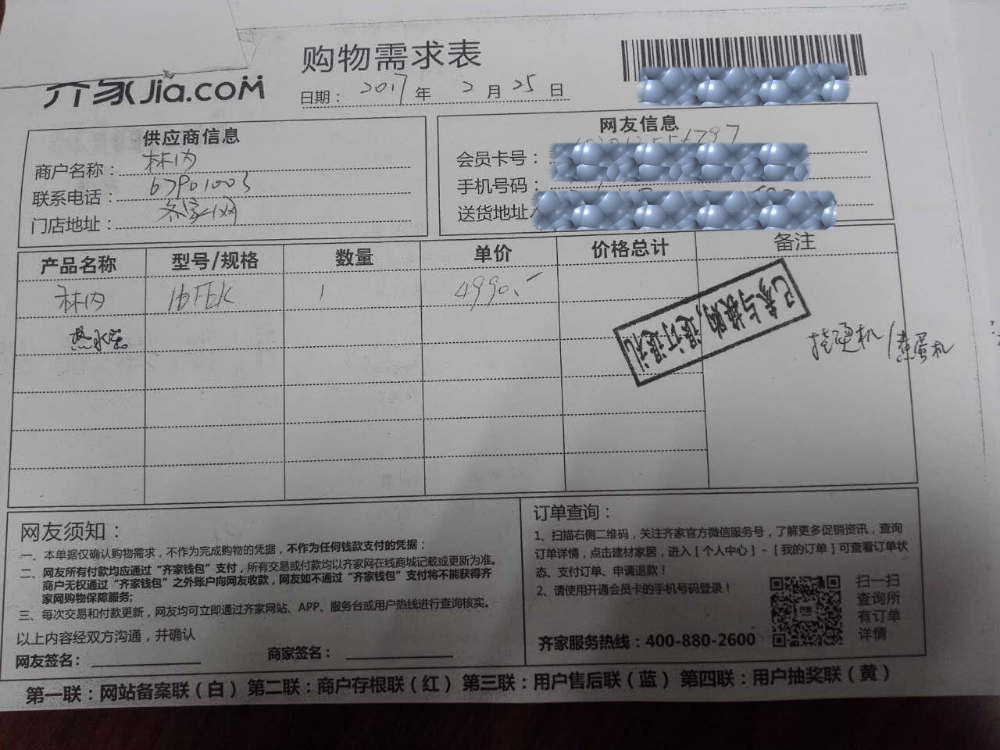 齐家Jia.com
购物需求表
日期：2017年2月25日
供应商信息
商户名称：林内
联系电话：67901003
门店地址：齐家网
网友信息
会员卡号：
手机号码：
送货地址
产品名称 型号/规格 数量 单价 价格总计 备注
林内 16FEK 1 4990.-
热水器
已参与换购,退订退礼
挂烫机/煮蛋机
网友须知：
一、本单据仅确认购物需求，不作为完成购物的凭据，不作为任何钱款支付的凭据；
二、网友所有付款均应通过“齐家钱包”支付，所有交易或付款均以齐家网在线商城记载或更新为准。
商户无权通过“齐家钱包”之外账户向网友收款，网友如不通过“齐家钱包”支付将不能获得齐
家网购物保障服务；
三、每次交易和付款更新，网友均可立即通过齐家网站、APP、服务台或用户热线进行查询核实。
以上内容经双方沟通，并确认
网友签名： 商家签名：
订单查询：
1、扫描右侧二维码，关注齐家官方微信服务号，了解更多促销资讯，查询
订单详情，点击建材家居，进入[个人中心]-[我的订单]可查看订单状
态、支付订单、申请退款！
2、请使用开通会员卡的手机号码登录！
扫一扫
查询所
有订单
详情
齐家服务热线：400-880-2600
第一联：网站备案联（白）第二联：商户存根联（红）第三联：用户售后联（蓝）第四联：用户抽奖联（黄）